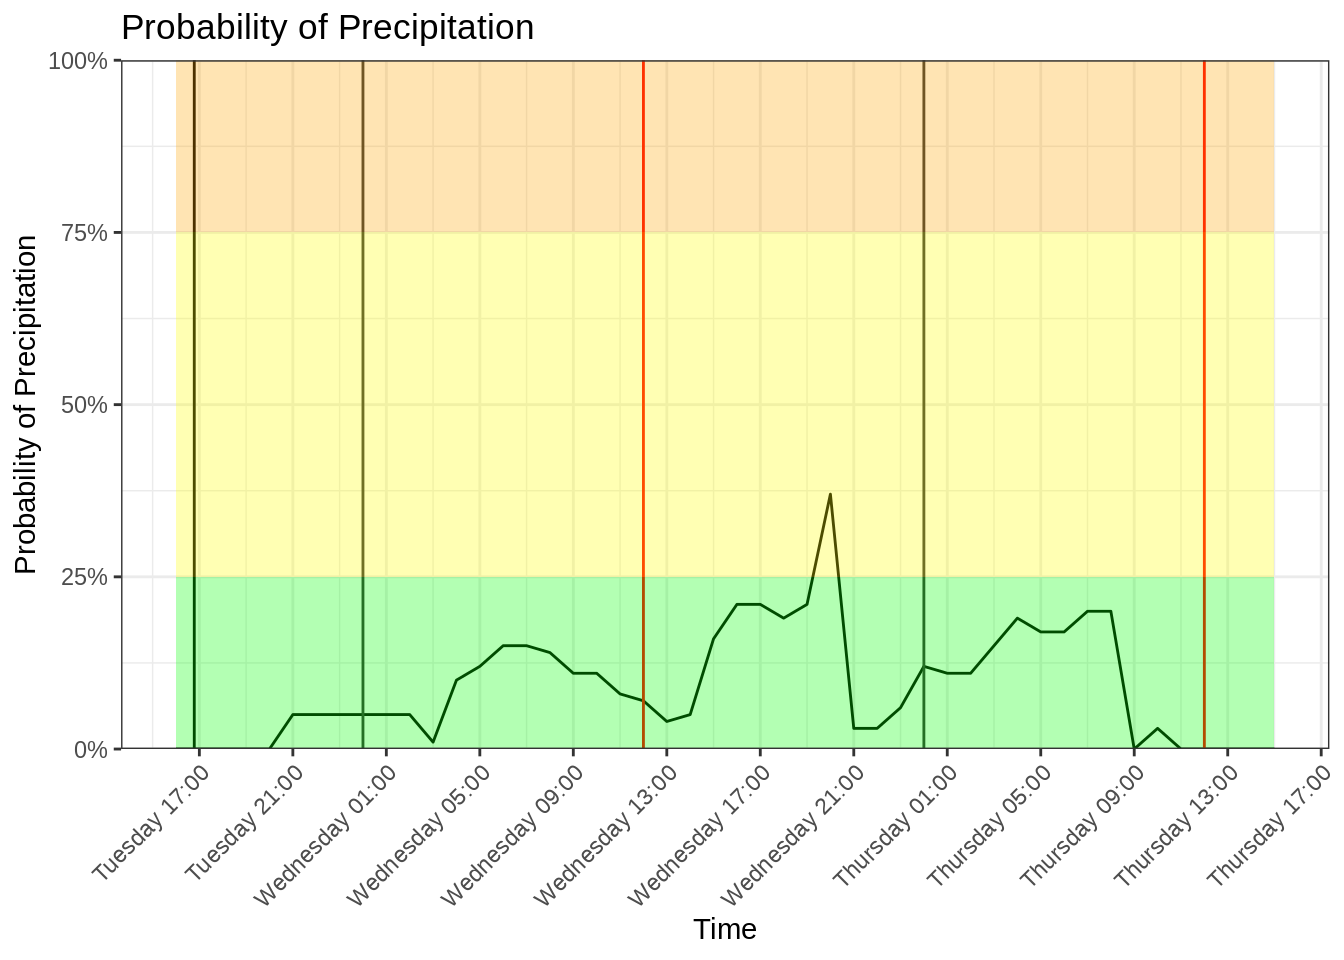 Probability of Precipitation
100%
75%
50%
25%
0%
Probability of Precipitation
Tuesday 17:00
Tuesday 21:00
Wednesday 01:00
Wednesday 05:00
Wednesday 09:00
Wednesday 13:00
Wednesday 17:00
Wednesday 21:00
Thursday 01:00
Thursday 05:00
Thursday 09:00
Thursday 13:00
Thursday 17:00
Time